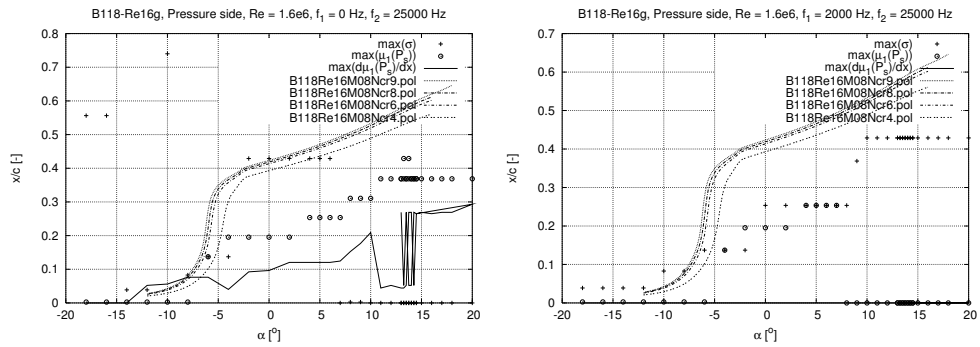 B118-Re16g, Pressure side, Re = 1.6e6, f₁ = 0 Hz, f₂ = 25000 Hz
0.8
0.7
0.6
0.5
0.4
0.3
0.2
0.1
0
x/c [-]
max(σ)
max(μ₁(Pₛ))
max(dμ₁(Pₛ)/dx)
B118Re16M08Ncr9.pol
B118Re16M08Ncr8.pol
B118Re16M08Ncr6.pol
B118Re16M08Ncr4.pol
-20 -15 -10 -5 0 5 10 15 20
α [°]
B118-Re16g, Pressure side, Re = 1.6e6, f₁ = 2000 Hz, f₂ = 25000 Hz
0.7
0.6
0.5
0.4
0.3
0.2
0.1
0
x/c [-]
max(σ)
max(μ₁(Pₛ))
max(dμ₁(Pₛ)/dx)
B118Re16M08Ncr9.pol
B118Re16M08Ncr8.pol
B118Re16M08Ncr6.pol
B118Re16M08Ncr4.pol
-20 -15 -10 -5 0 5 10 15 20
α [°]